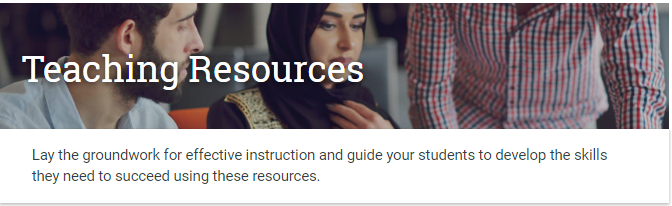 Teaching Resources
Lay the groundwork for effective instruction and guide your students to develop the skills
they need to succeed using these resources.